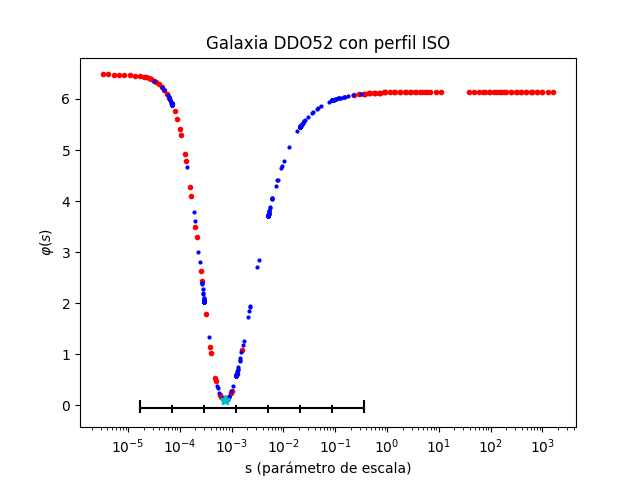 Galaxia DDO52 con perfil ISO
φ(s)
6
5
4
3
2
1
0
10⁻⁵ 10⁻⁴ 10⁻³ 10⁻² 10⁻¹ 10⁰ 10¹ 10² 10³
s (parámetro de escala)